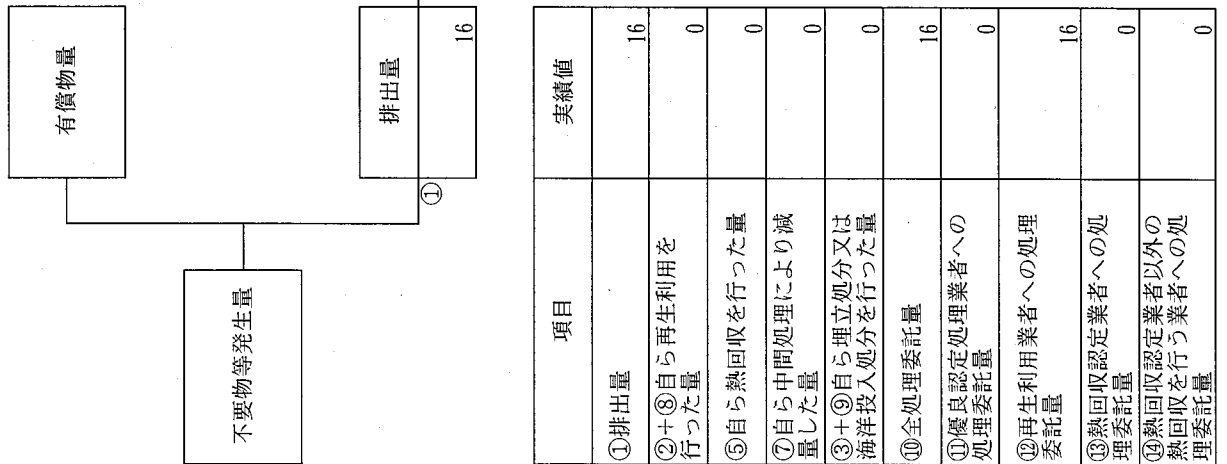 不要物等発生量
有償物量
排出量
16
①
項目
実績値
①排出量
16
②+⑧自ら再生利用を
行った量
0
⑤自ら熱回収を行った量
0
⑦自ら中間処理により減
量した量
0
③+⑨自ら埋立処分又は
海洋投入処分を行った量
0
⑩全処理委託量
16
⑪優良認定処理業者への
処理委託量
0
⑫再生利用業者への処理
委託量
16
⑬熱回収認定業者への処
理委託量
0
⑭熱回収認定業者以外の
熱回収を行う業者への処
理委託量
0